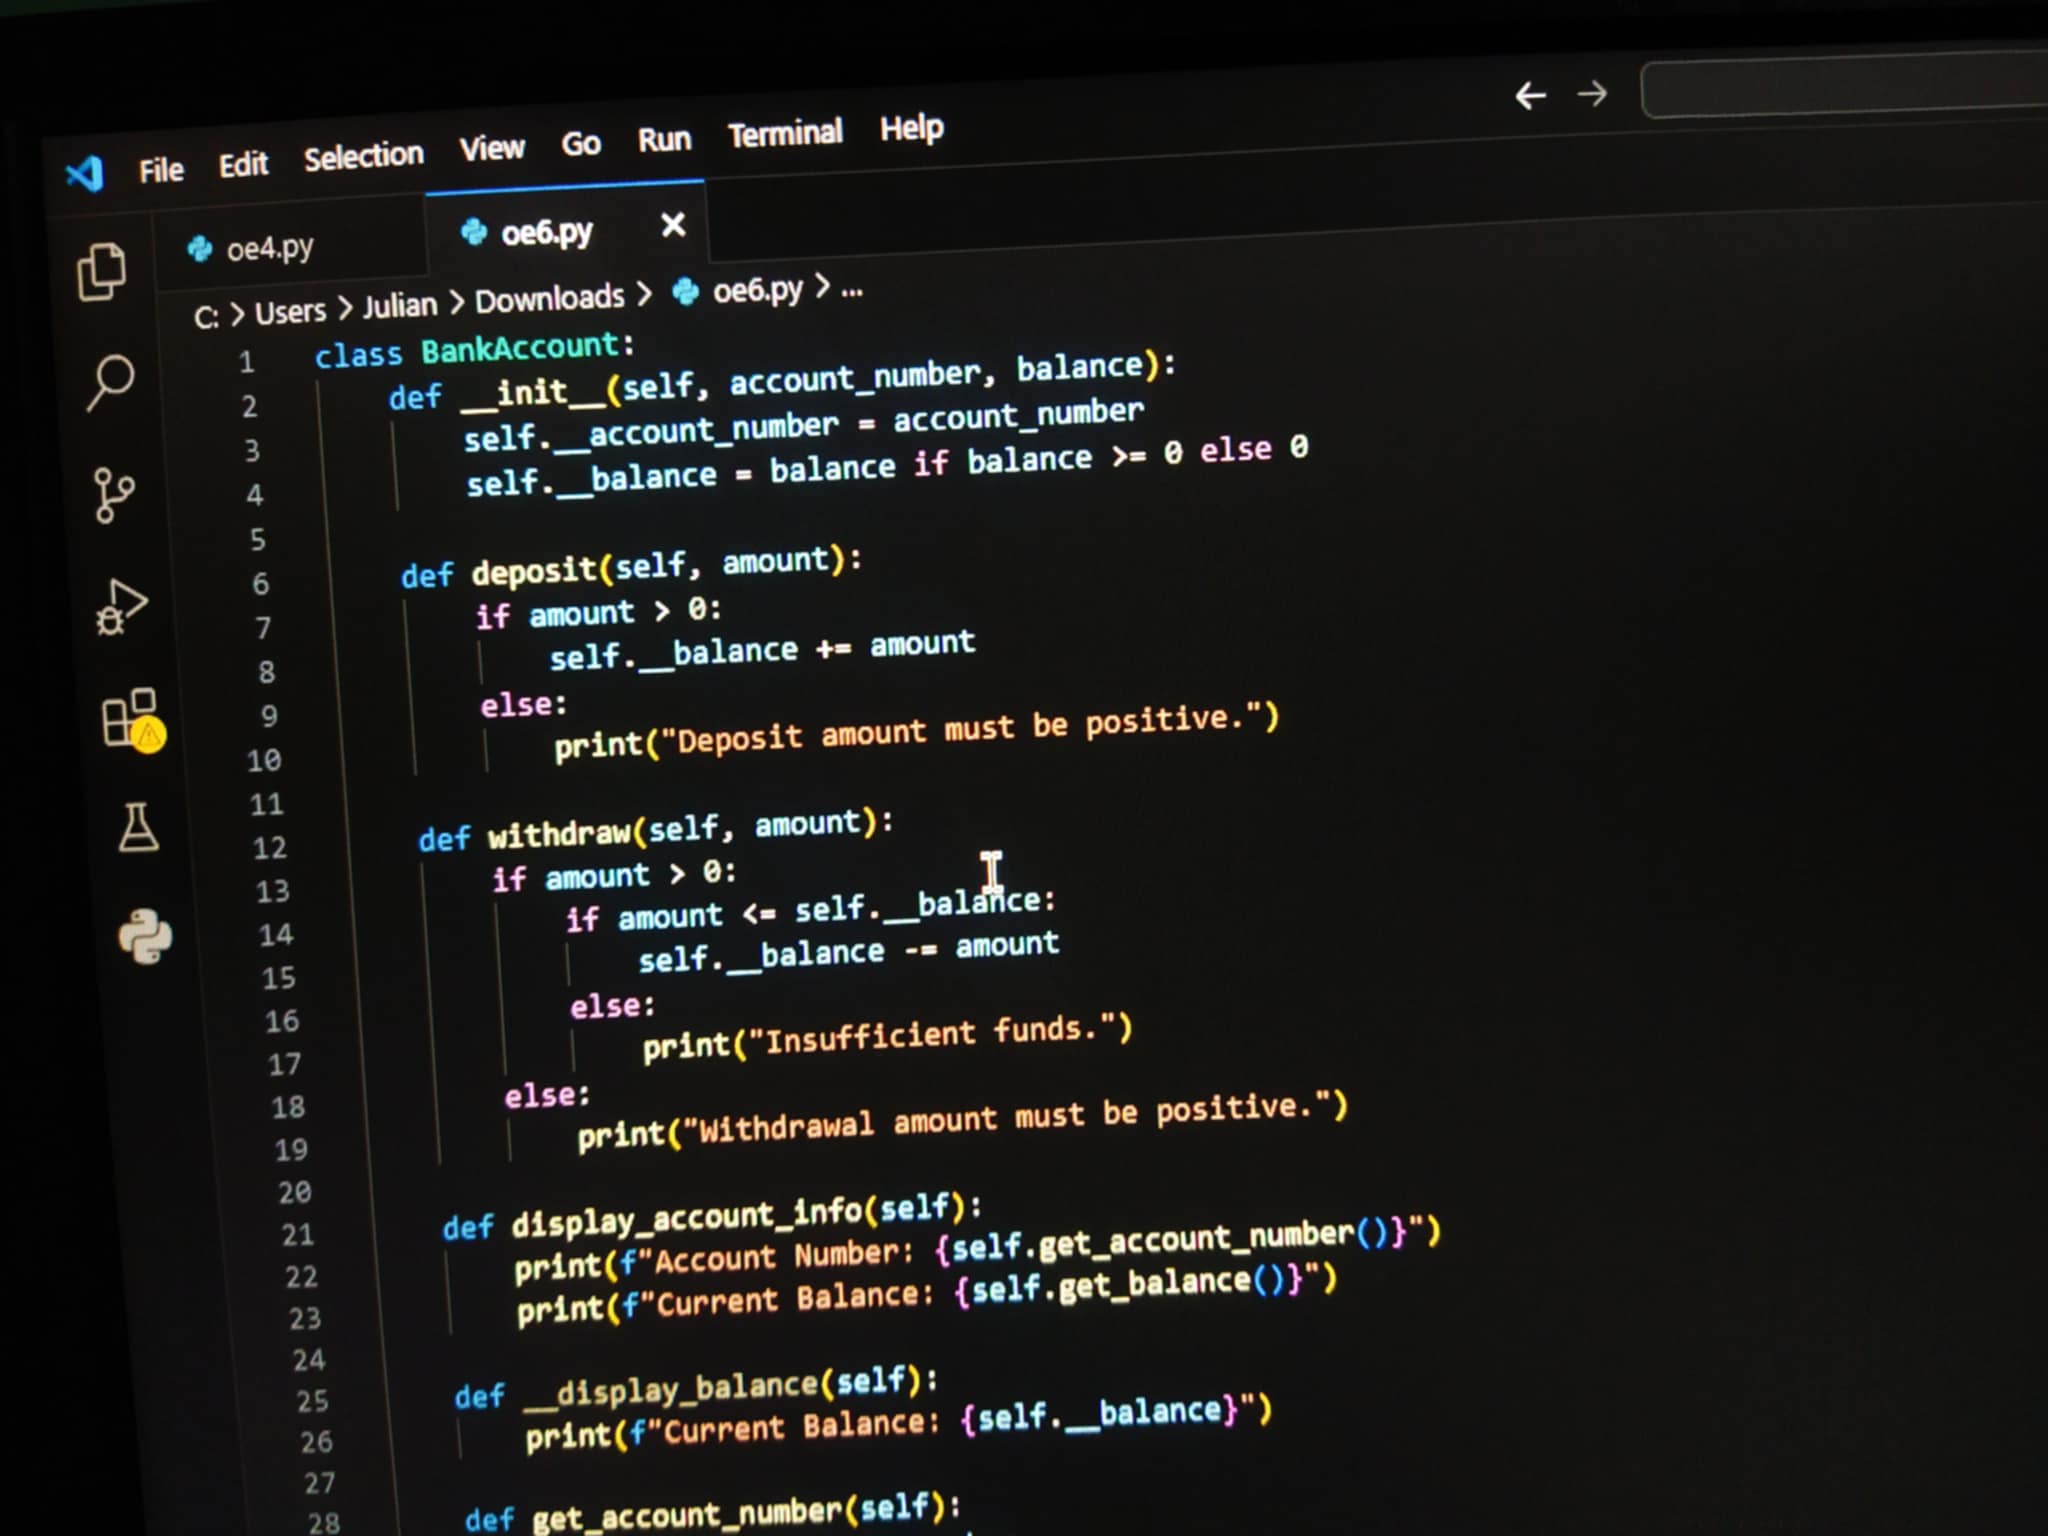 File Edit Selection View Go Run Terminal Help
oe4.py oe6.py
C: > Users > Julian > Downloads > oe6.py > ...
1 class BankAccount:
2     def __init__(self, account_number, balance):
3         self.__account_number = account_number
4         self.__balance = balance if balance >= 0 else 0
5
6     def deposit(self, amount):
7         if amount > 0:
8             self.__balance += amount
9         else:
10             print("Deposit amount must be positive.")
11
12     def withdraw(self, amount):
13         if amount > 0:
14             if amount <= self.__balance:
15                 self.__balance -= amount
16             else:
17                 print("Insufficient funds.")
18         else:
19             print("Withdrawal amount must be positive.")
20
21     def display_account_info(self):
22         print(f"Account Number: {self.get_account_number()}")
23         print(f"Current Balance: {self.get_balance()}")
24
25     def __display_balance(self):
26         print(f"Current Balance: {self.__balance}")
27
28     def get_account_number(self):